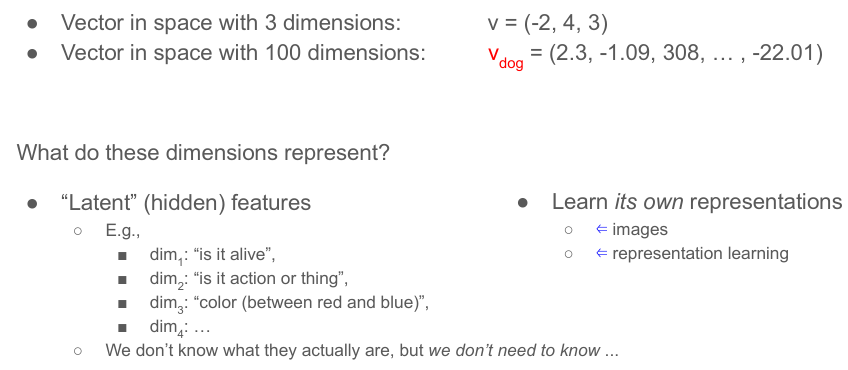 ● Vector in space with 3 dimensions: v = (-2, 4, 3)
● Vector in space with 100 dimensions: v_dog = (2.3, -1.09, 308, … , -22.01)
What do these dimensions represent?
● “Latent” (hidden) features
○ E.g.,
■ dim_1: “is it alive”,
■ dim_2: “is it action or thing”,
■ dim_3: “color (between red and blue)”,
■ dim_4: …
○ We don’t know what they actually are, but we don’t need to know ...
● Learn its own representations
○ ⇐ images
○ ⇐ representation learning